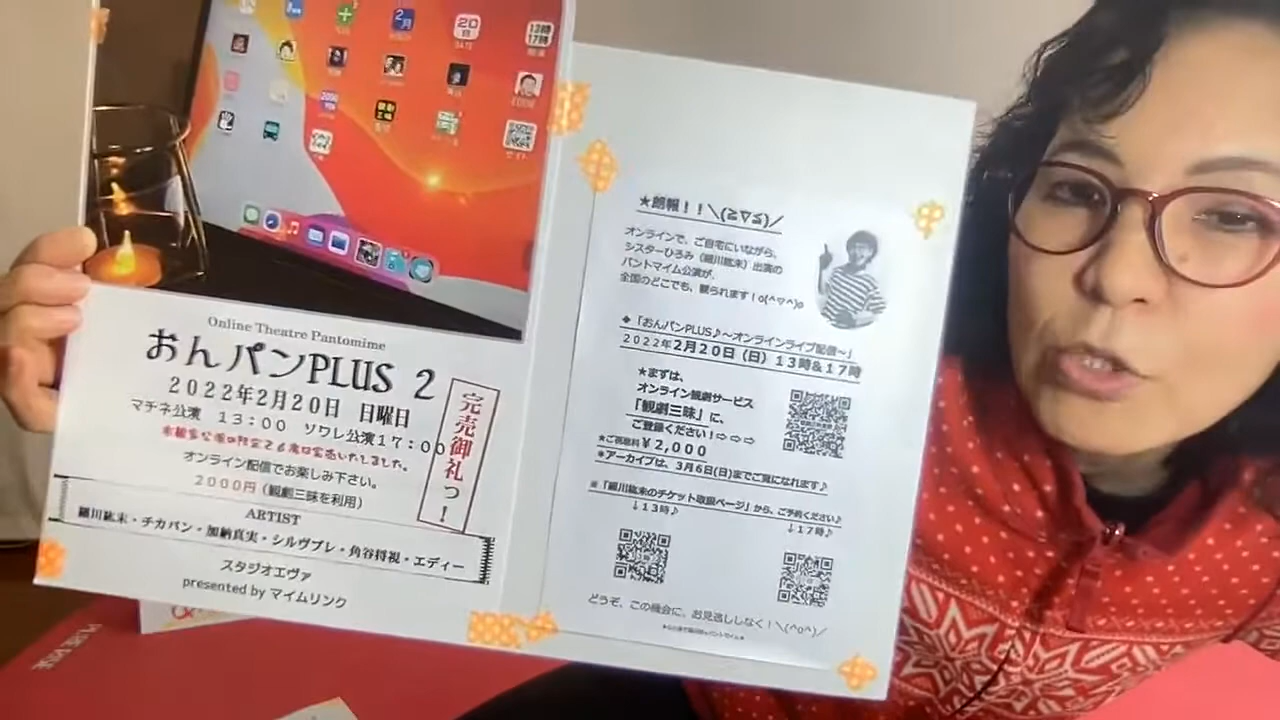 2月
20日
13時
17時
Online Theatre Pantomime
おんパンPLUS 2
2022年2月20日 日曜日
マチネ公演 13:00 ソワレ公演17:00
オンライン配信でお楽しみ下さい。
2000円（観劇三昧を利用）
完売御礼っ！
ARTIST
細川紘未・チカパン・加納真実・シルヴプレ・角谷将視・エディー
スタジオエヴァ
presented by マイムリンク
★朗報！！＼(≧∇≦)／
オンラインで、ご自宅にいながら、
シスターひろみ（細川紘未）出演の
パントマイム公演が、
全国のどこでも、観られます！o(^▽^)o
◆「おんパンPLUS♪～オンラインライブ配信～」
2022年2月20日（日）13時&17時
★まずは、
オンライン観劇サービス
「観劇三昧」に、
ご登録ください！⇨⇨⇨
*ご視聴料￥2,000
*アーカイブは、3月6日(日)までご覧になれます♪
※「細川紘未のチケット取扱ページ」から、ご予約ください♪
↓13時♪ ↓17時♪
どうぞ、この機会に、お見逃ししなく！＼(^o^)／